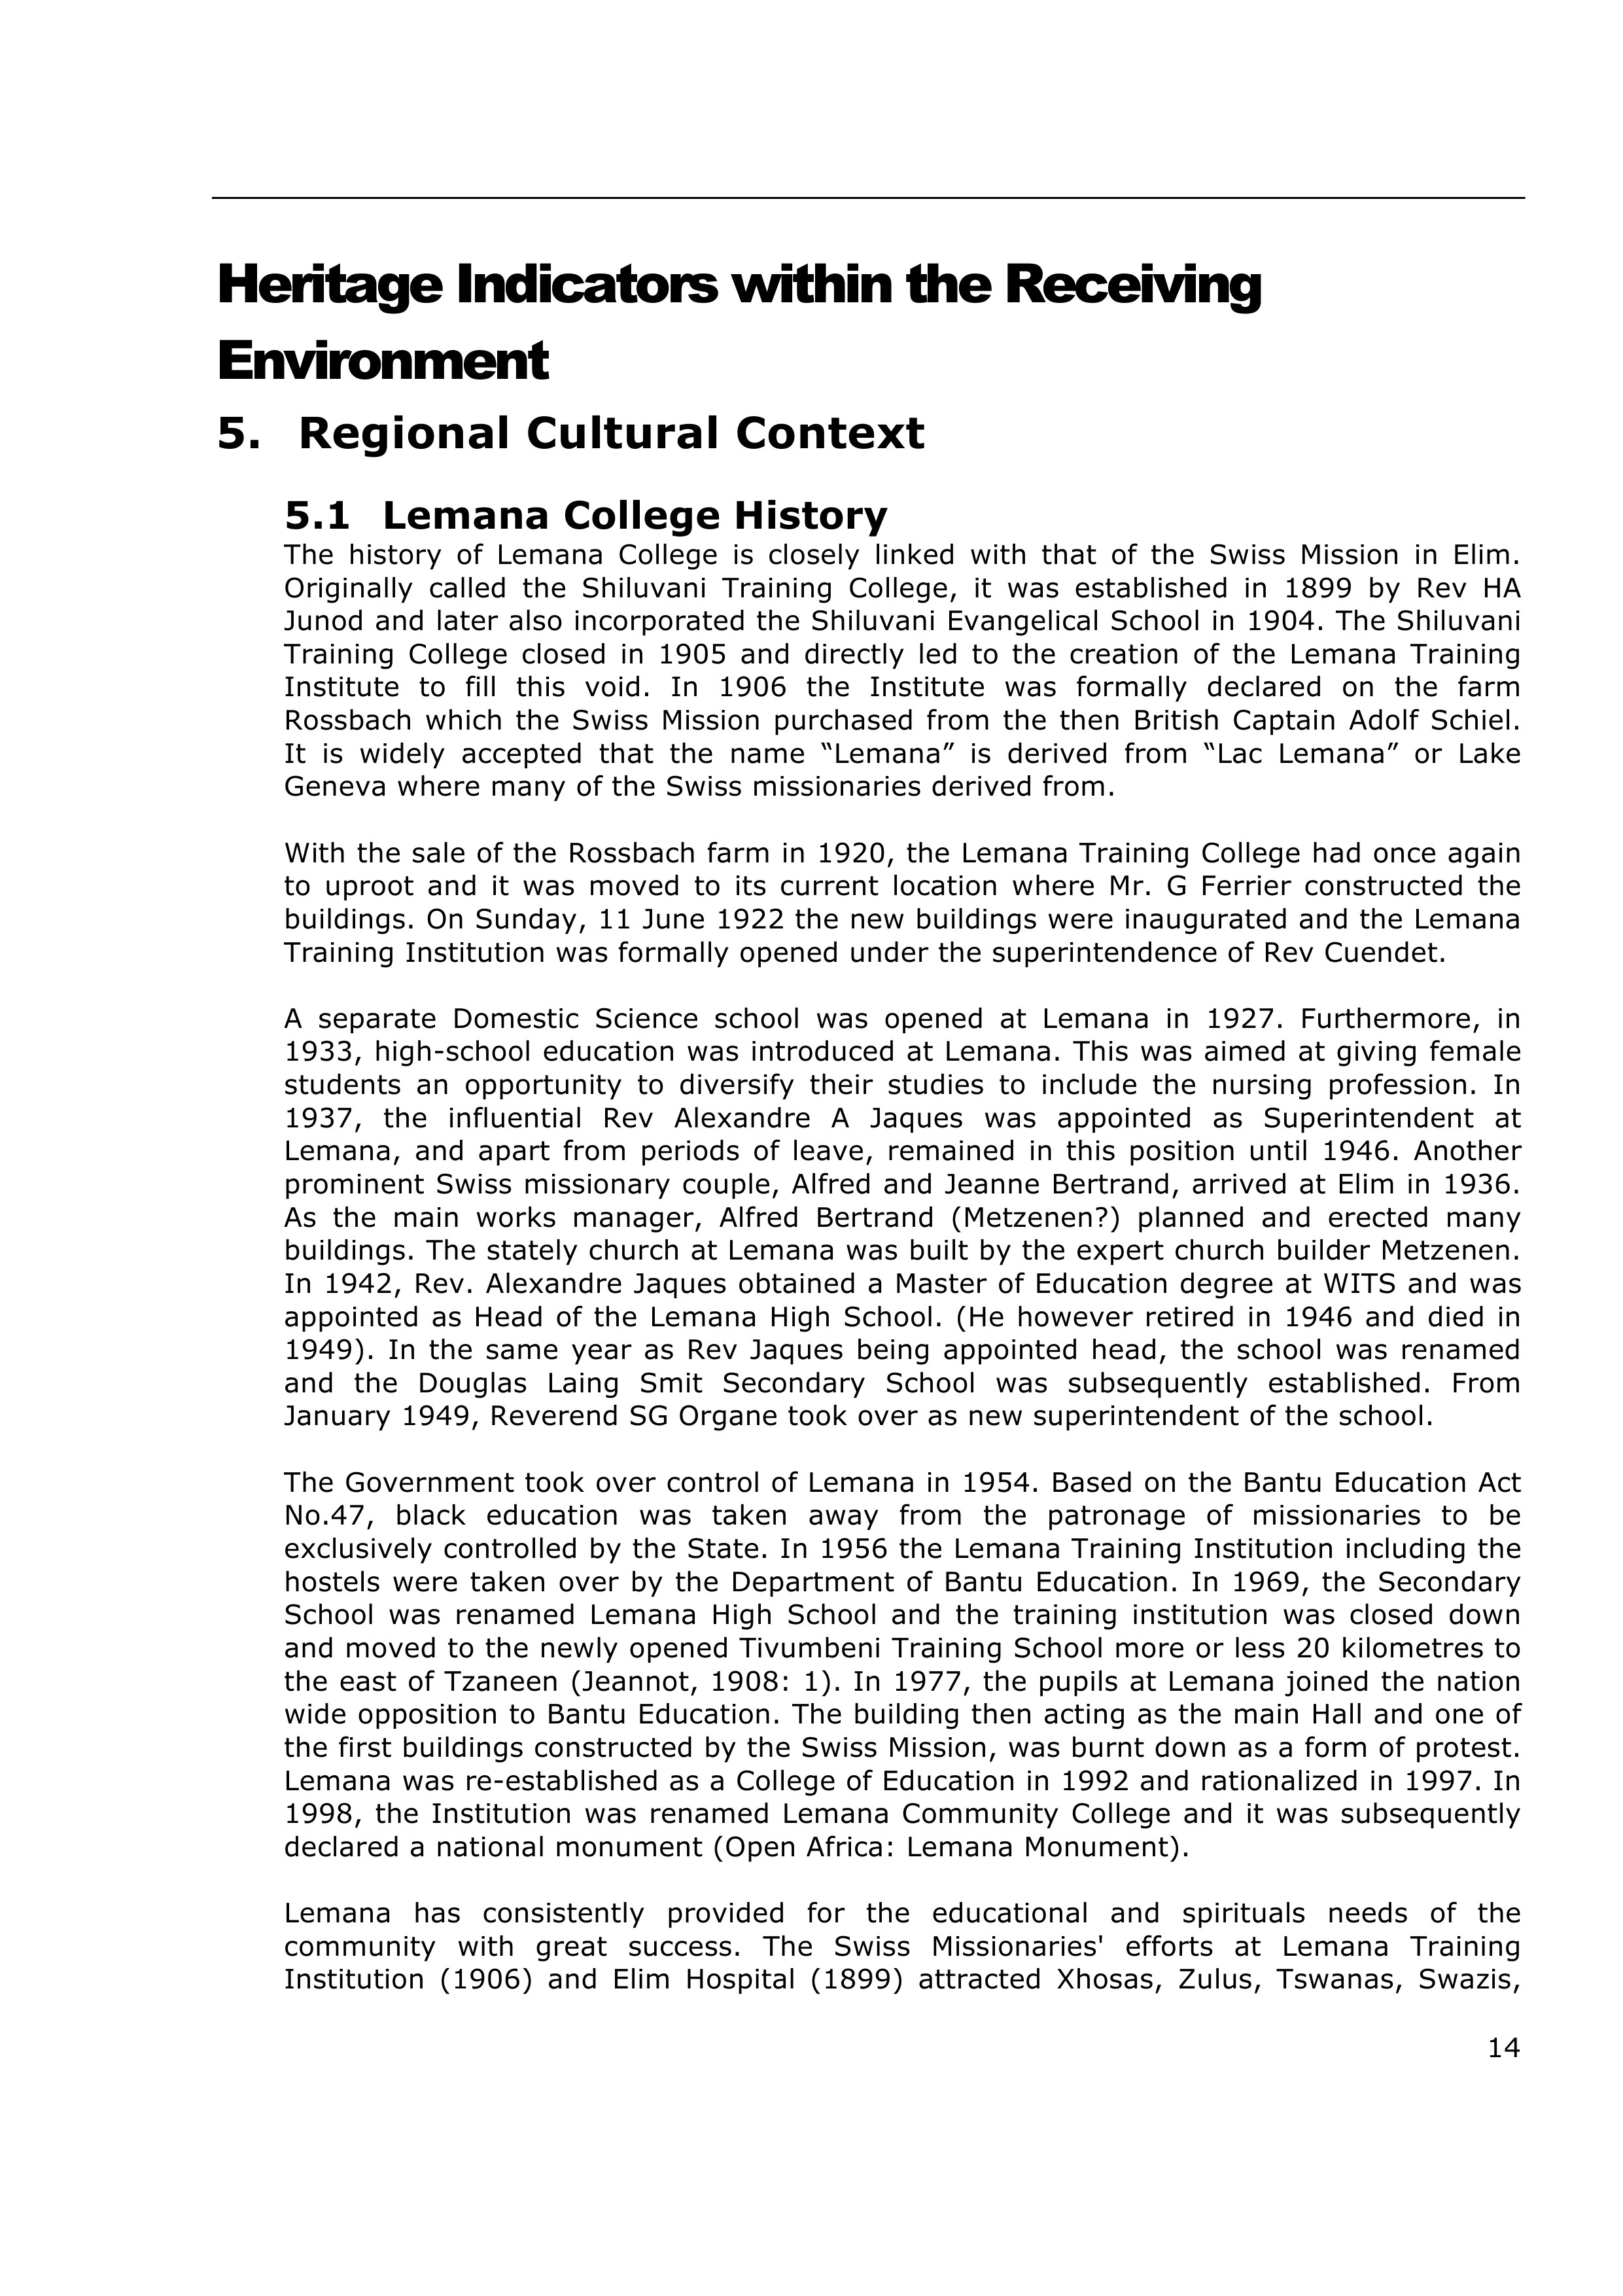 Heritage Indicators within the Receiving
Environment
5. Regional Cultural Context
5.1 Lemana College History
The history of Lemana College is closely linked with that of the Swiss Mission in Elim.
Originally called the Shiluvani Training College, it was established in 1899 by Rev HA
Junod and later also incorporated the Shiluvani Evangelical School in 1904. The Shiluvani
Training College closed in 1905 and directly led to the creation of the Lemana Training
Institute to fill this void. In 1906 the Institute was formally declared on the farm
Rossbach which the Swiss Mission purchased from the then British Captain Adolf Schiel.
It is widely accepted that the name “Lemana” is derived from “Lac Lemana” or Lake
Geneva where many of the Swiss missionaries derived from.
With the sale of the Rossbach farm in 1920, the Lemana Training College had once again
to uproot and it was moved to its current location where Mr. G Ferrier constructed the
buildings. On Sunday, 11 June 1922 the new buildings were inaugurated and the Lemana
Training Institution was formally opened under the superintendence of Rev Cuendet.
A separate Domestic Science school was opened at Lemana in 1927. Furthermore, in
1933, high-school education was introduced at Lemana. This was aimed at giving female
students an opportunity to diversify their studies to include the nursing profession. In
1937, the influential Rev Alexandre A Jaques was appointed as Superintendent at
Lemana, and apart from periods of leave, remained in this position until 1946. Another
prominent Swiss missionary couple, Alfred and Jeanne Bertrand, arrived at Elim in 1936.
As the main works manager, Alfred Bertrand (Metzenen?) planned and erected many
buildings. The stately church at Lemana was built by the expert church builder Metzenen.
In 1942, Rev. Alexandre Jaques obtained a Master of Education degree at WITS and was
appointed as Head of the Lemana High School. (He however retired in 1946 and died in
1949). In the same year as Rev Jaques being appointed head, the school was renamed
and the Douglas Laing Smit Secondary School was subsequently established. From
January 1949, Reverend SG Organe took over as new superintendent of the school.
The Government took over control of Lemana in 1954. Based on the Bantu Education Act
No.47, black education was taken away from the patronage of missionaries to be
exclusively controlled by the State. In 1956 the Lemana Training Institution including the
hostels were taken over by the Department of Bantu Education. In 1969, the Secondary
School was renamed Lemana High School and the training institution was closed down
and moved to the newly opened Tivumbeni Training School more or less 20 kilometres to
the east of Tzaneen (Jeannot, 1908: 1). In 1977, the pupils at Lemana joined the nation
wide opposition to Bantu Education. The building then acting as the main Hall and one of
the first buildings constructed by the Swiss Mission, was burnt down as a form of protest.
Lemana was re-established as a College of Education in 1992 and rationalized in 1997. In
1998, the Institution was renamed Lemana Community College and it was subsequently
declared a national monument (Open Africa: Lemana Monument).
Lemana has consistently provided for the educational and spirituals needs of the
community with great success. The Swiss Missionaries' efforts at Lemana Training
Institution (1906) and Elim Hospital (1899) attracted Xhosas, Zulus, Tswanas, Swazis,
14